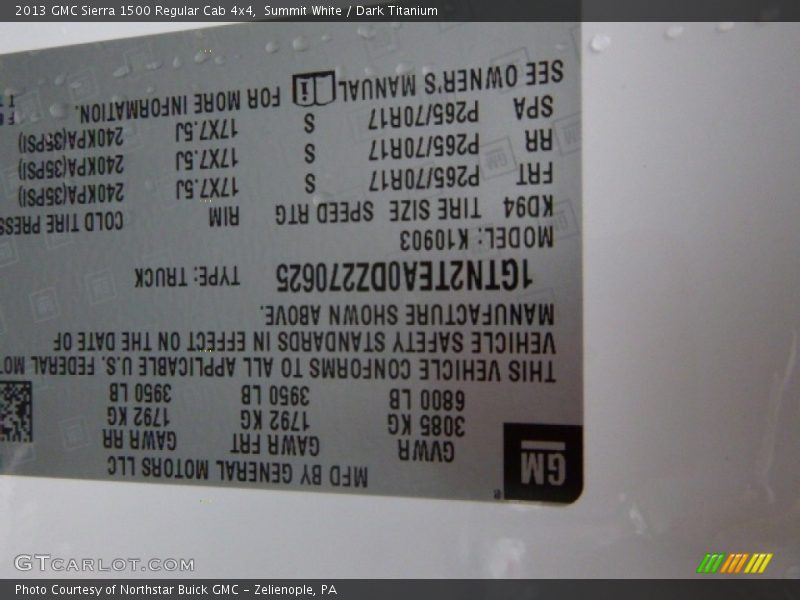 2013 GMC Sierra 1500 Regular Cab 4x4, Summit White / Dark Titanium
GM
MFD BY GENERAL MOTORS LLC
GVWR GAWR FRT GAWR RR
3085 KG 1792 KG 1792 KG
6800 LB 3950 LB 3950 LB
THIS VEHICLE CONFORMS TO ALL APPLICABLE U.S. FEDERAL MOT
VEHICLE SAFETY STANDARDS IN EFFECT ON THE DATE OF
MANUFACTURE SHOWN ABOVE.
1GTN2TEA0DZ270625 TYPE: TRUCK
MODEL: K10903
KD94 TIRE SIZE SPEED RTG RIM COLD TIRE PRESS
FRT P265/70R17 S 17X7.5J 240KPA(35PSI)
RR P265/70R17 S 17X7.5J 240KPA(35PSI)
SPA P265/70R17 S 17X7.5J 240KPA(35PSI)
SEE OWNER'S MANUAL i FOR MORE INFORMATION.
GTCARLOT.COM
Photo Courtesy of Northstar Buick GMC – Zelienople, PA